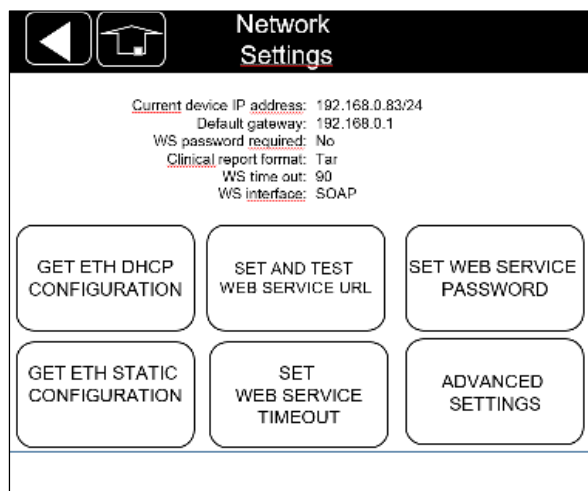 Network
Settings
Current device IP address: 192.168.0.83/24
Default gateway: 192.168.0.1
WS password required: No
Clinical report format: Tar
WS time out: 90
WS interface: SOAP
GET ETH DHCP
CONFIGURATION
SET AND TEST
WEB SERVICE URL
SET WEB SERVICE
PASSWORD
GET ETH STATIC
CONFIGURATION
SET
WEB SERVICE
TIMEOUT
ADVANCED
SETTINGS